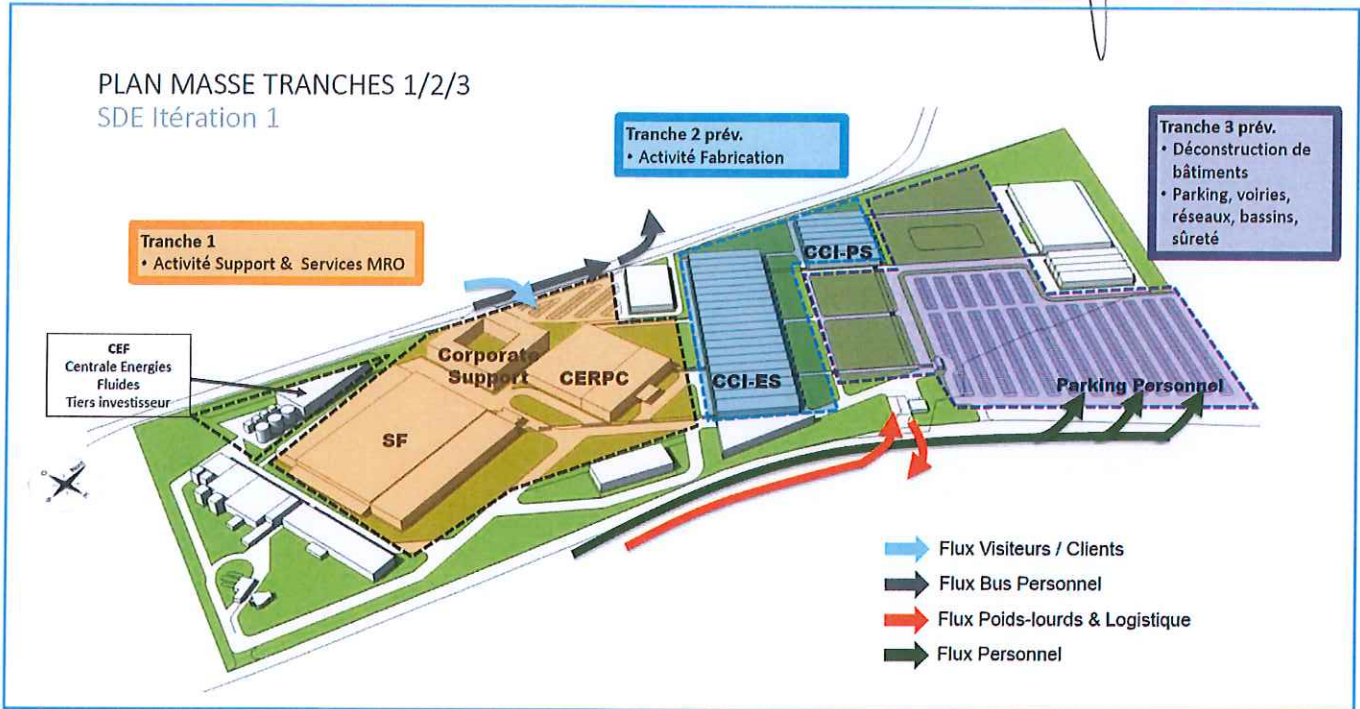 PLAN MASSE TRANCHES 1/2/3
SDE Itération 1
Tranche 2 prév.
• Activité Fabrication
Tranche 3 prév.
• Déconstruction de
bâtiments
• Parking, voiries,
réseaux, bassins,
sûreté
Tranche 1
• Activité Support & Services MRO
CEF
Centrale Energies
Fluides
Tiers investisseur
CCI-PS
Corporate
Support
CERPC
CCI-ES
Parking Personnel
SF
Flux Visiteurs / Clients
Flux Bus Personnel
Flux Poids-lourds & Logistique
Flux Personnel